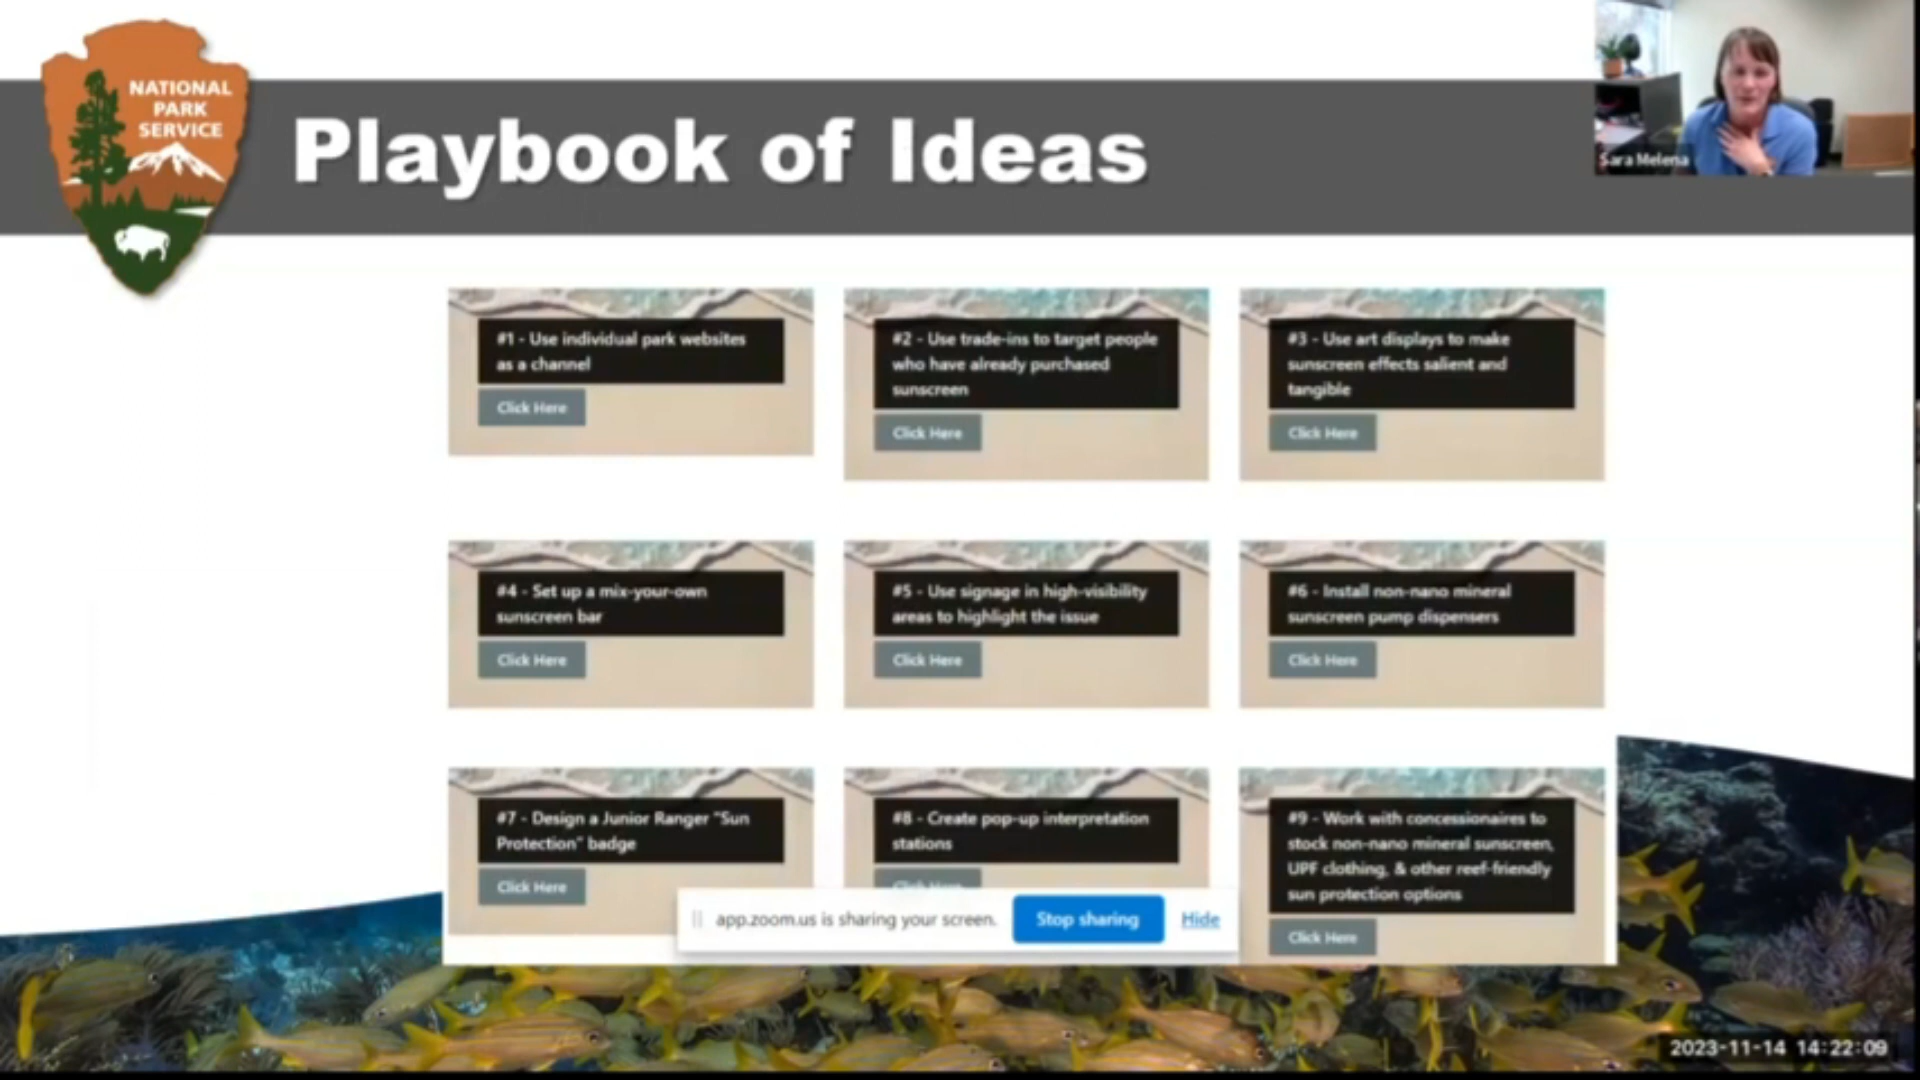 NATIONAL
PARK
SERVICE
Playbook of Ideas
Sara Melena
#1 - Use individual park websites
as a channel
Click Here
#2 - Use trade-ins to target people
who have already purchased
sunscreen
Click Here
#3 - Use art displays to make
sunscreen effects salient and
tangible
Click Here
#4 - Set up a mix-your-own
sunscreen bar
Click Here
#5 - Use signage in high-visibility
areas to highlight the issue
Click Here
#6 - Install non-nano mineral
sunscreen pump dispensers
Click Here
#7 - Design a Junior Ranger "Sun
Protection" badge
Click Here
#8 - Create pop-up interpretation
stations
Click Here
#9 - Work with concessionaires to
stock non-nano mineral sunscreen,
UPF clothing, & other reef-friendly
sun protection options
Click Here
app.zoom.us is sharing your screen.
Stop sharing
Hide
2023-11-14 14:22:09